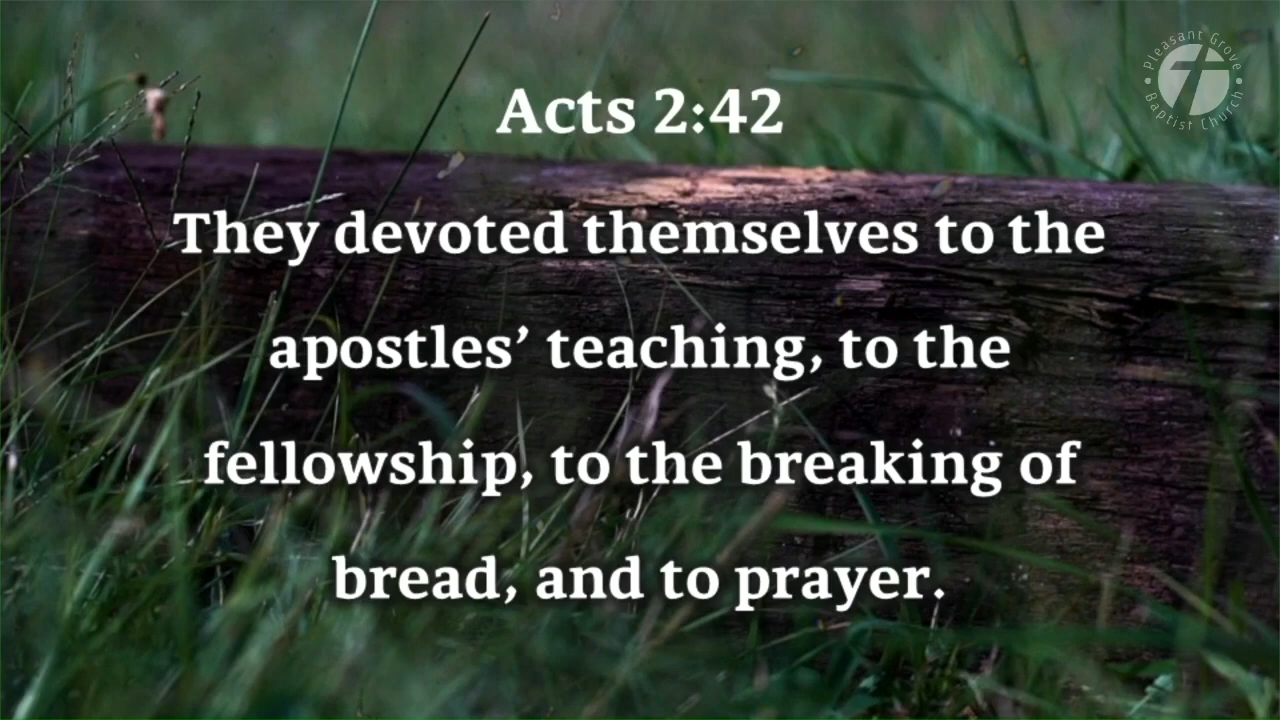 Acts 2:42
They devoted themselves to the
apostles’ teaching, to the
fellowship, to the breaking of
bread, and to prayer.
Pleasant Grove
Baptist Church